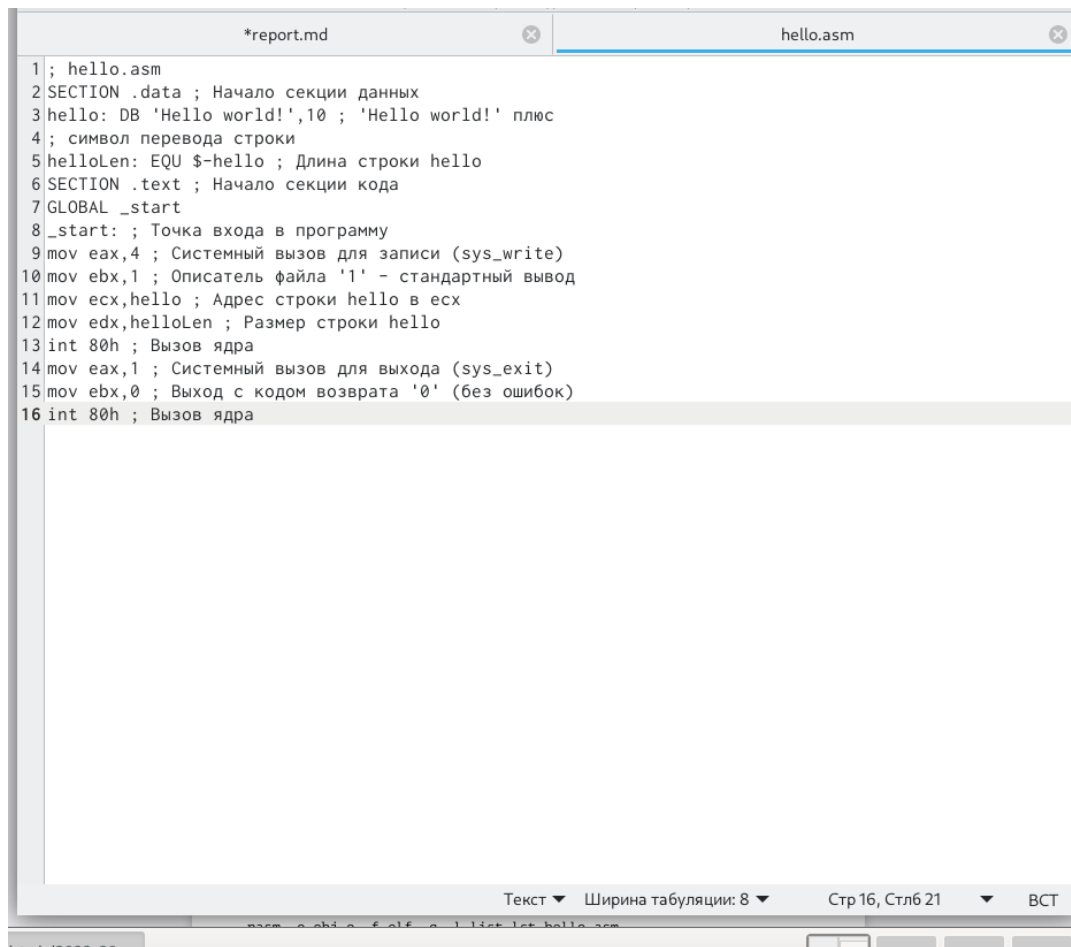 *report.md
hello.asm
1 ; hello.asm
2 SECTION .data ; Начало секции данных
3 hello: DB 'Hello world!',10 ; 'Hello world!' плюс
4 ; символ перевода строки
5 helloLen: EQU $-hello ; Длина строки hello
6 SECTION .text ; Начало секции кода
7 GLOBAL _start
8 _start: ; Точка входа в программу
9 mov eax,4 ; Системный вызов для записи (sys_write)
10 mov ebx,1 ; Описатель файла '1' - стандартный вывод
11 mov ecx,hello ; Адрес строки hello в ecx
12 mov edx,helloLen ; Размер строки hello
13 int 80h ; Вызов ядра
14 mov eax,1 ; Системный вызов для выхода (sys_exit)
15 mov ebx,0 ; Выход с кодом возврата '0' (без ошибок)
16 int 80h ; Вызов ядра
Текст Ширина табуляции: 8 Стр 16, Стлб 21 ВСТ